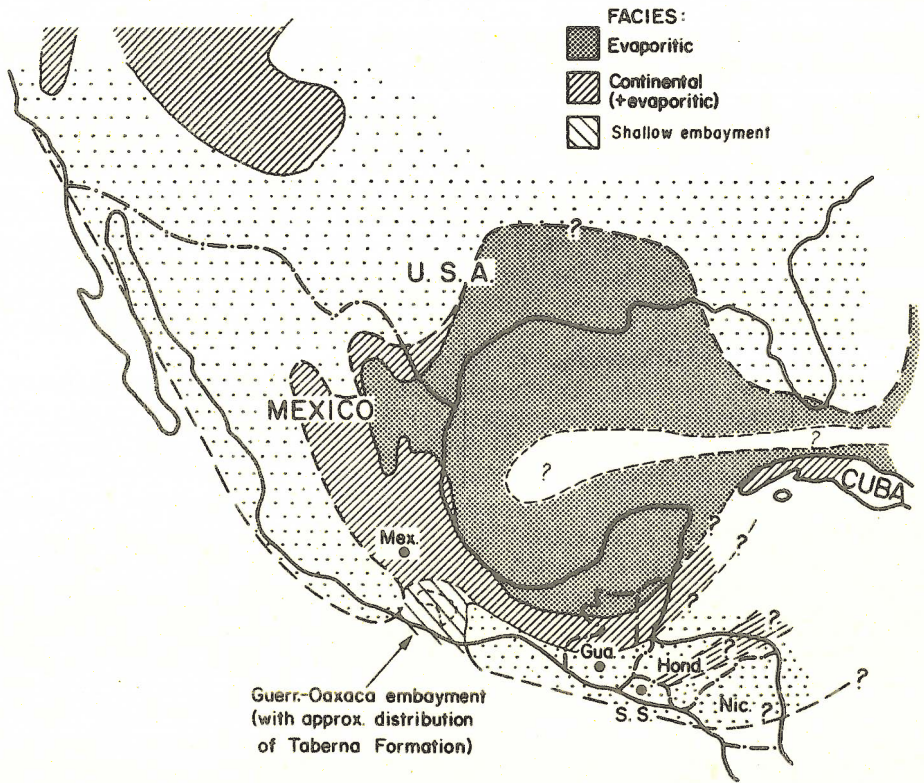 FACIES:
Evaporitic
Continental
(+evaporitic)
Shallow embayment
?
U. S. A
MEXICO
?
?
CUBA
?
?
Mex.
?
?
?
Gua.
Hond.
?
?
S. S.
Nic.
?
Guerr.-Oaxaca embayment
(with approx. distribution
of Taberna Formation)